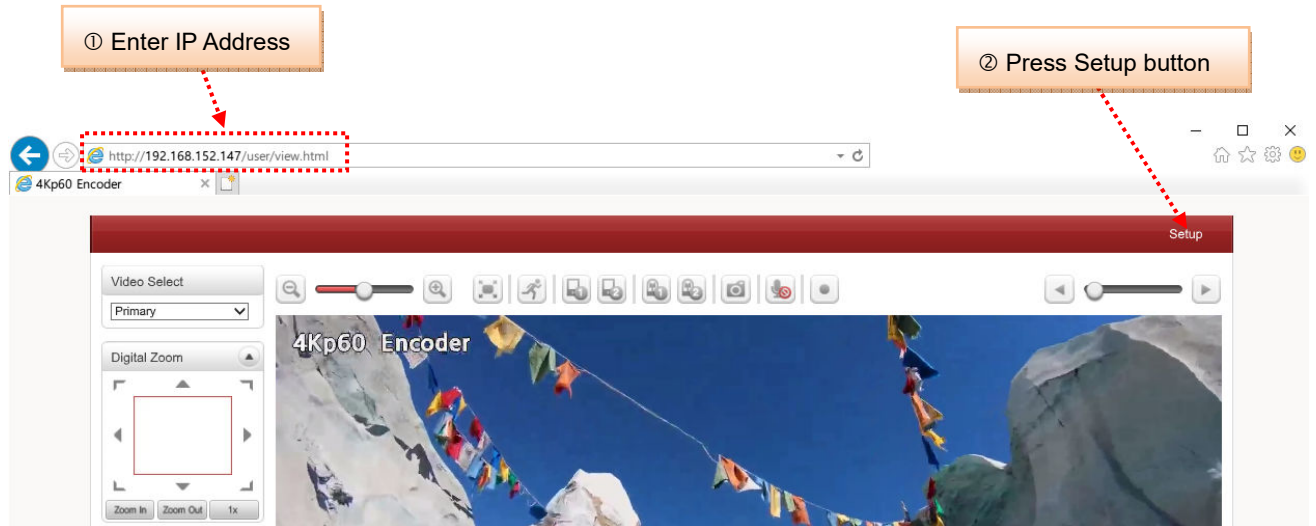 ① Enter IP Address
② Press Setup button
http://192.168.152.147/user/view.html
4Kp60 Encoder
Setup
Video Select
Primary
4Kp60 Encoder
Digital Zoom
Zoom In Zoom Out 1x